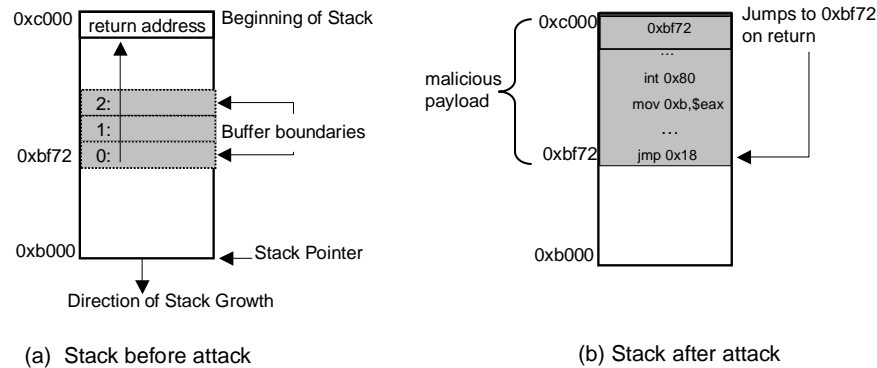 0xc000
return address
Beginning of Stack
2:
1:
Buffer boundaries
0xbf72
0:
0xb000
Stack Pointer
Direction of Stack Growth
(a) Stack before attack
0xc000
0xbf72
Jumps to 0xbf72
on return
...
malicious
payload
int 0x80
mov 0xb,$eax
...
0xbf72
jmp 0x18
0xb000
(b) Stack after attack